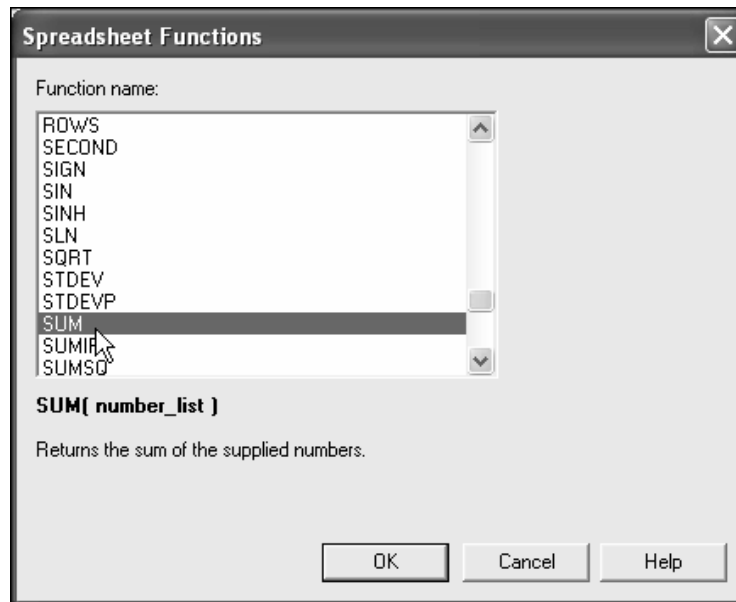 Spreadsheet Functions
Function name:
ROWS
SECOND
SIGN
SIN
SINH
SLN
SQRT
STDEV
STDEVP
SUM
SUMIF
SUMSQ
SUM( number_list )
Returns the sum of the supplied numbers.
OK Cancel Help